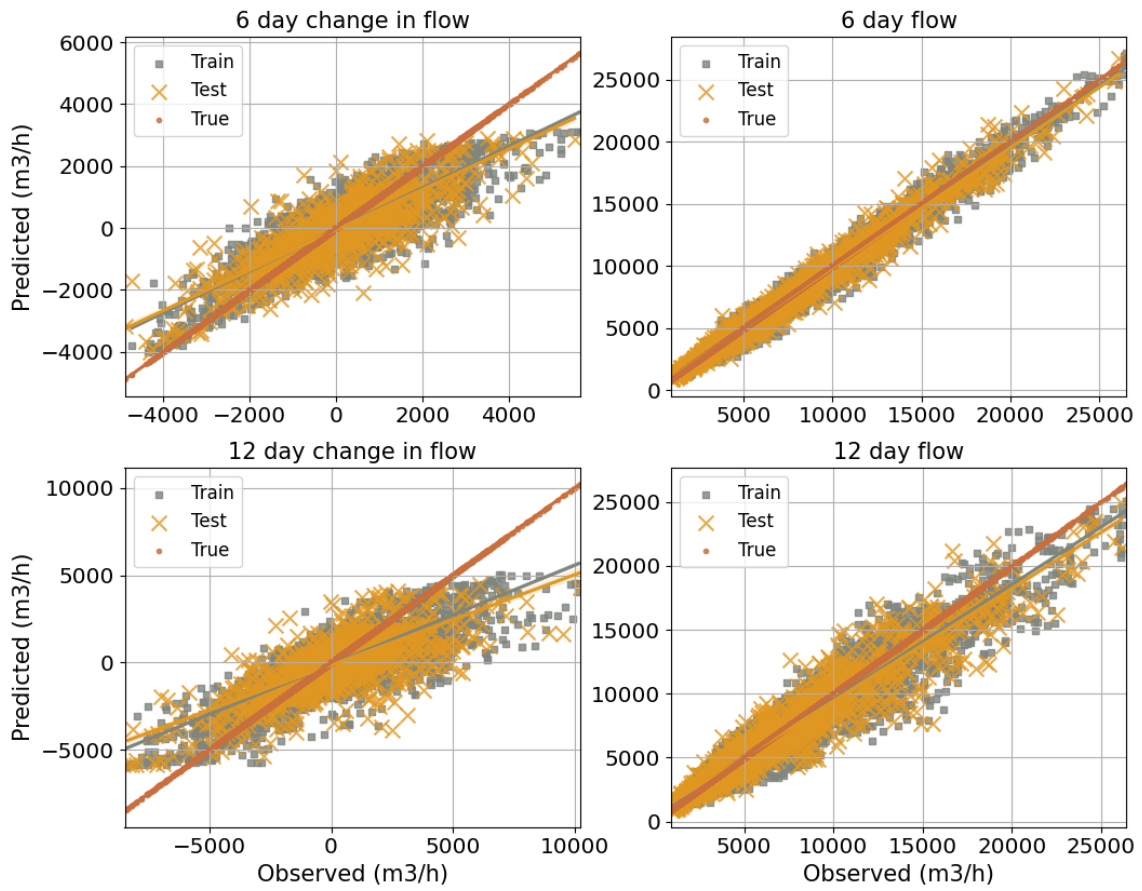 6 day change in flow
6000
4000
2000
0
−2000
−4000
Predicted (m3/h)
Train
Test
True
−4000 −2000 0 2000 4000
6 day flow
25000
20000
15000
10000
5000
0
Train
Test
True
5000 10000 15000 20000 25000
12 day change in flow
10000
5000
0
−5000
Predicted (m3/h)
Train
Test
True
−5000 0 5000 10000
Observed (m3/h)
12 day flow
25000
20000
15000
10000
5000
0
Train
Test
True
5000 10000 15000 20000 25000
Observed (m3/h)